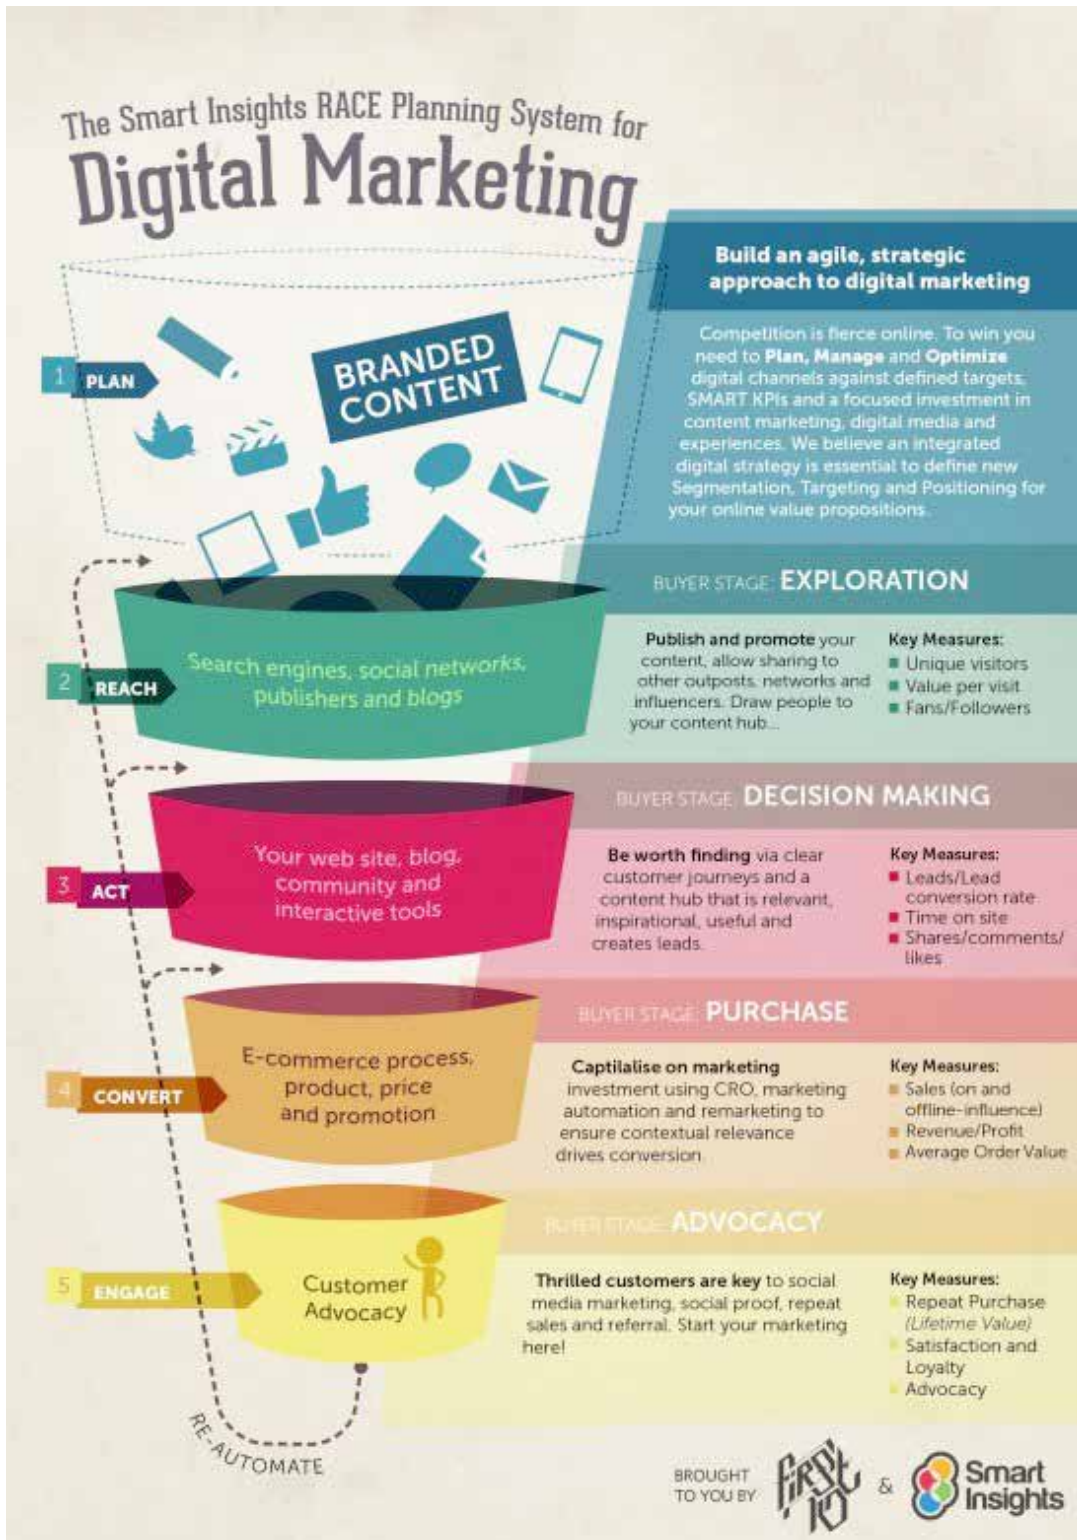 The Smart Insights RACE Planning System for
Digital Marketing
Build an agile, strategic
approach to digital marketing
Competition is fierce online. To win you
need to Plan, Manage and Optimize
digital channels against defined targets,
SMART KPIs and a focused investment in
content marketing, digital media and
experiences. We believe an integrated
digital strategy is essential to define new
Segmentation, Targeting and Positioning for
your online value propositions.
1 PLAN
BRANDED
CONTENT
BUYER STAGE: EXPLORATION
2 REACH
Search engines, social networks,
publishers and blogs
Publish and promote your
content, allow sharing to
other outposts, networks and
influencers. Draw people to
your content hub...
Key Measures:
Unique visitors
Value per visit
Fans/Followers
BUYER STAGE: DECISION MAKING
3 ACT
Your web site, blog,
community and
interactive tools
Be worth finding via clear
customer journeys and a
content hub that is relevant,
inspirational, useful and
creates leads.
Key Measures:
Leads/Lead
conversion rate
Time on site
Shares/comments/
likes
BUYER STAGE: PURCHASE
4 CONVERT
E-commerce process,
product, price
and promotion
Captilalise on marketing
investment using CRO, marketing
automation and remarketing to
ensure contextual relevance
drives conversion.
Key Measures:
Sales (on and
offline-influence)
Revenue/Profit
Average Order Value
BUYER STAGE: ADVOCACY
5 ENGAGE
Customer
Advocacy
Thrilled customers are key to social
media marketing, social proof, repeat
sales and referral. Start your marketing
here!
Key Measures:
Repeat Purchase
(Lifetime Value)
Satisfaction and
Loyalty
Advocacy
RE-AUTOMATE
BROUGHT
TO YOU BY
First
10
&
Smart
Insights